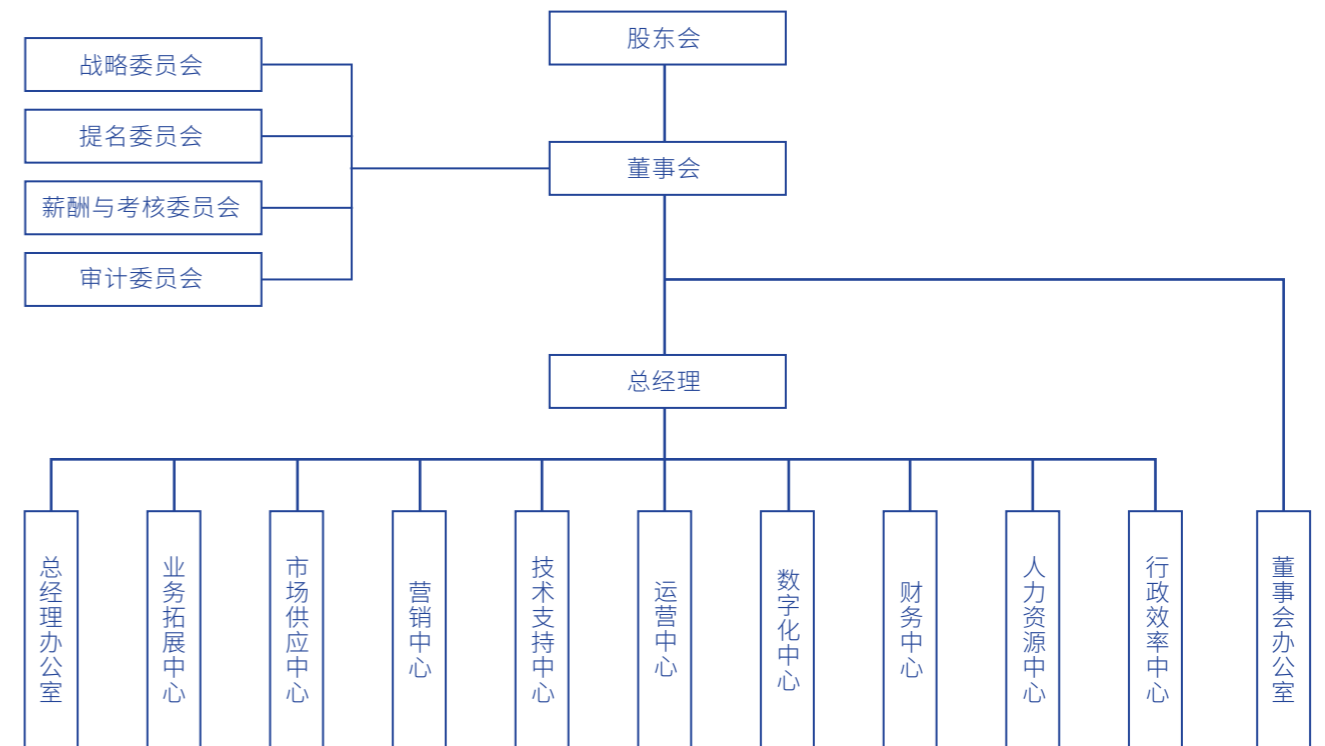 股东会
战略委员会
提名委员会
董事会
薪酬与考核委员会
审计委员会
总经理
总经理办公室
业务拓展中心
市场供应中心
营销中心
技术支持中心
运营中心
数字化中心
财务中心
人力资源中心
行政效率中心
董事会办公室